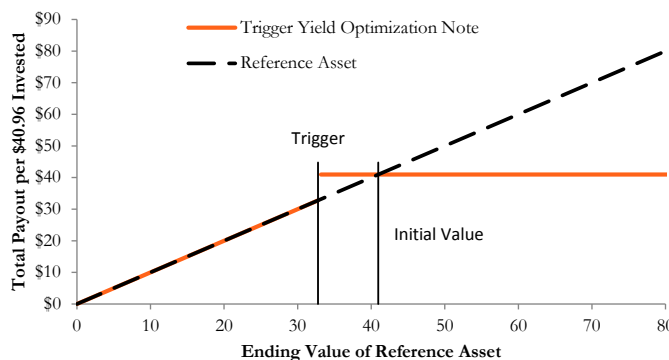 $90
$80
$70
$60
$50
$40
$30
$20
$10
$0
Total Payout per $40.96 Invested
Trigger Yield Optimization Note
Reference Asset
Trigger
Initial Value
0 10 20 30 40 50 60 70 80
Ending Value of Reference Asset